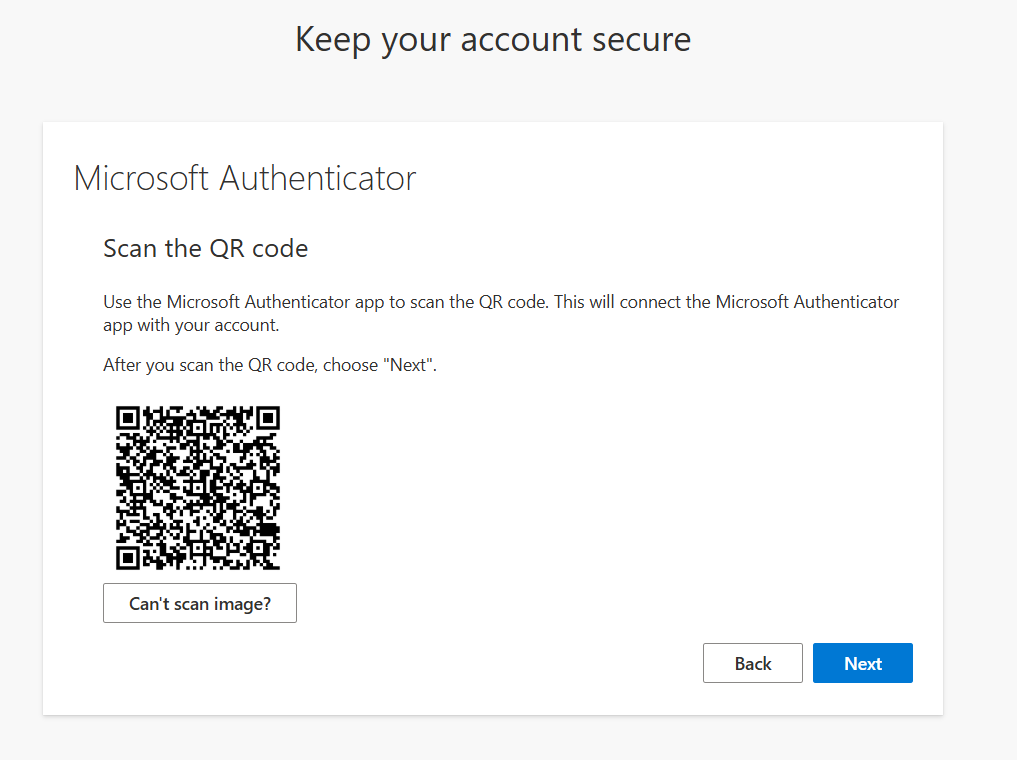 Keep your account secure
Microsoft Authenticator
Scan the QR code
Use the Microsoft Authenticator app to scan the QR code. This will connect the Microsoft Authenticator
app with your account.
After you scan the QR code, choose "Next".
Can't scan image?
Back
Next